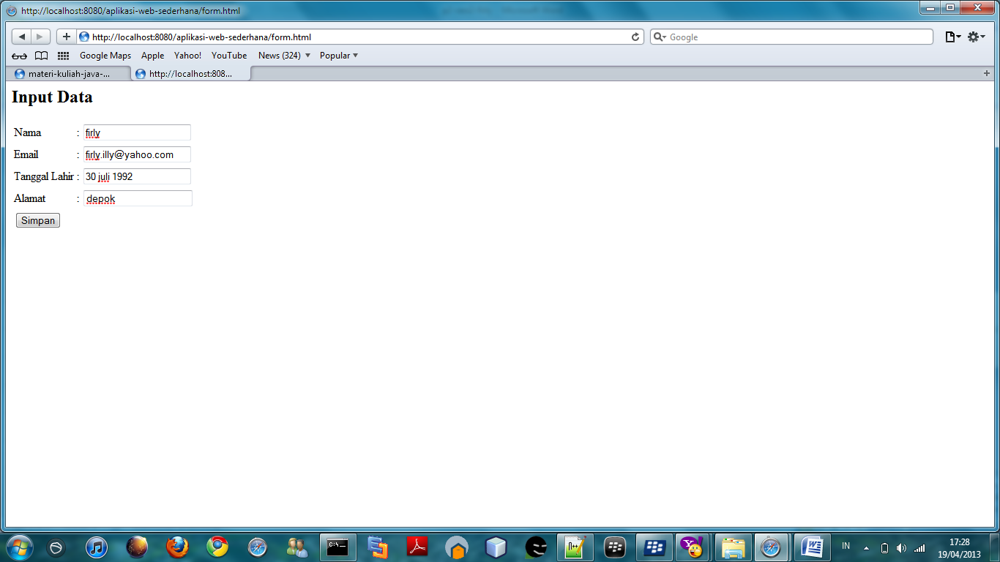 http://localhost:8080/aplikasi-web-sederhana/form.html
http://localhost:8080/aplikasi-web-sederhana/form.html
Google
Google Maps Apple Yahoo! YouTube News (324) Popular
materi-kuliah-java-... http://localhost:808...
Input Data
Nama : firly
Email : firly.illy@yahoo.com
Tanggal Lahir : 30 juli 1992
Alamat : depok
Simpan
IN
17:28
19/04/2013